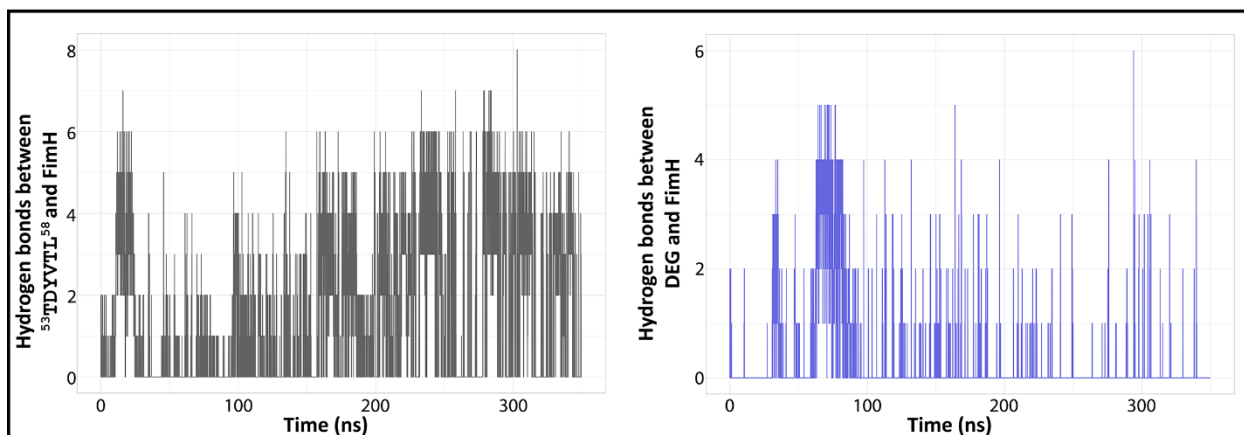 Hydrogen bonds between
⁵³TDYVTL⁵⁸ and FimH
8
6
4
2
0
0 100 200 300
Time (ns)
Hydrogen bonds between
DEG and FimH
6
4
2
0
0 100 200 300
Time (ns)